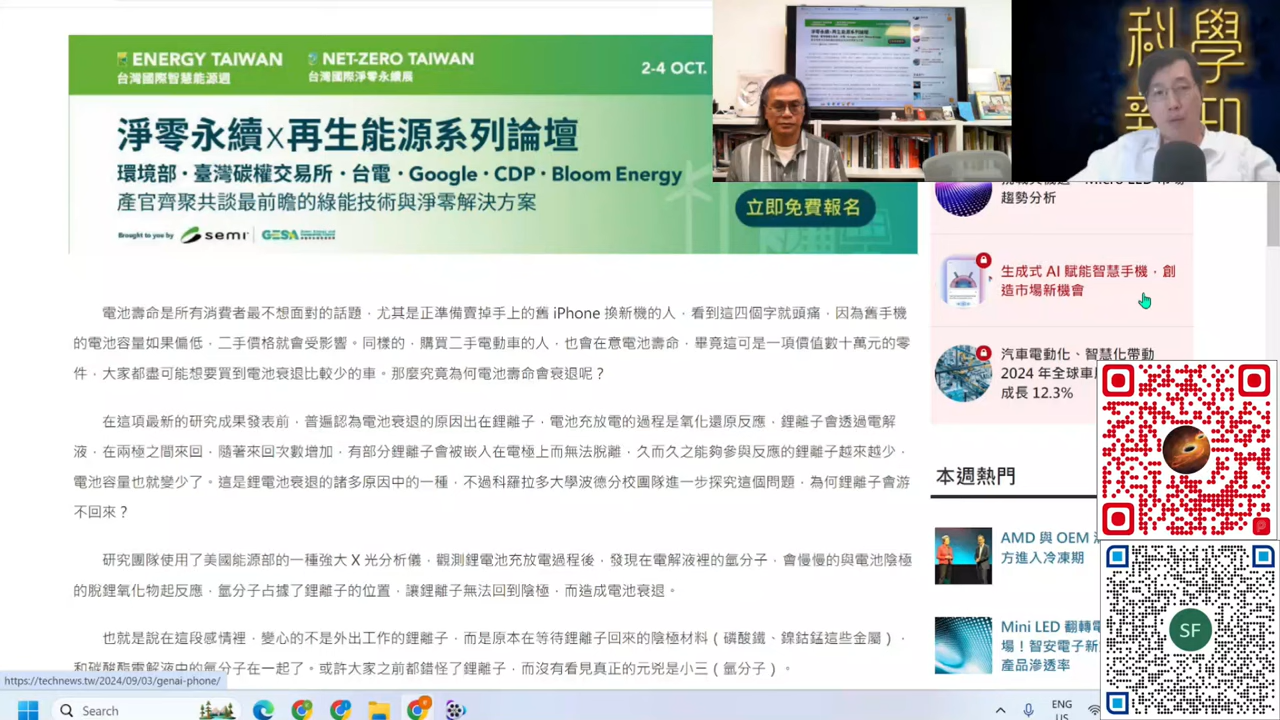 TAIWAN
台灣國際智慧能源週
NETZERO TAIWAN
台灣國際淨零永續展
2-4 OCT.
淨零永續x再生能源系列論壇
環境部・臺灣碳權交易所・台電・Google・CDP・Bloom Energy
產官齊聚共談最前瞻的綠能技術與淨零解決方案
立即免費報名
Brought to you by semi GESA
科學
新知
趨勢分析
生成式 AI 賦能智慧手機，創
造市場新機會
汽車電動化、智慧化帶動
2024 年全球車
成長 12.3%
電池壽命是所有消費者最不想面對的話題，尤其是正準備賣掉手上的舊 iPhone 換新機的人，看到這四個字就頭痛，因為舊手機
的電池容量如果偏低，二手價格就會受影響。同樣的，購買二手電動車的人，也會在意電池壽命，畢竟這可是一項價值數十萬元的零
件，大家都盡可能想要買到電池衰退比較少的車。那麼究竟為何電池壽命會衰退呢？
在這項最新的研究成果發表前，普遍認為電池衰退的原因，是因為電池充放電的過程是氧化還原反應，鋰離子會透過電解
液，在兩極之間來回，隨著來回次數增加，有部分鋰離子會被嵌入在電極上而無法脫離，久而久之能夠參與反應的鋰離子越來越少，
電池容量也就變少了。這是鋰電池衰退的諸多原因中的一種，不過科羅拉多大學波德分校團隊進一步探究這個問題，為何鋰離子會游
不回來？
研究團隊使用了美國能源部的一種強大 X 光分析儀，觀察電池的充放電過程後，發現在電解液裡的氫分子，會慢慢的與電池陰極
的脫鋰氧化物起反應，氫分子占據了鋰離子的位置，讓鋰離子無法回到陰極，而造成電池衰退。
也就是說在這段感情裡，變心的不是外出工作的鋰離子，而是原本在等待鋰離子回來的陰極材料（磷酸鐵、鎳鈷錳這些金屬），
和碳酸酯電解液中的氫分子在一起了。或許大家之前都錯怪了鋰離子，而沒有看見真正的元兇是小三（氫分子）。
本週熱門
AMD 與 OEM
方進入冷凍期
Mini LED 翻轉
場！智安電子新
產品滲透率
SF
https://technews.tw/2024/09/03/genai-phone/
Search
ENG
US